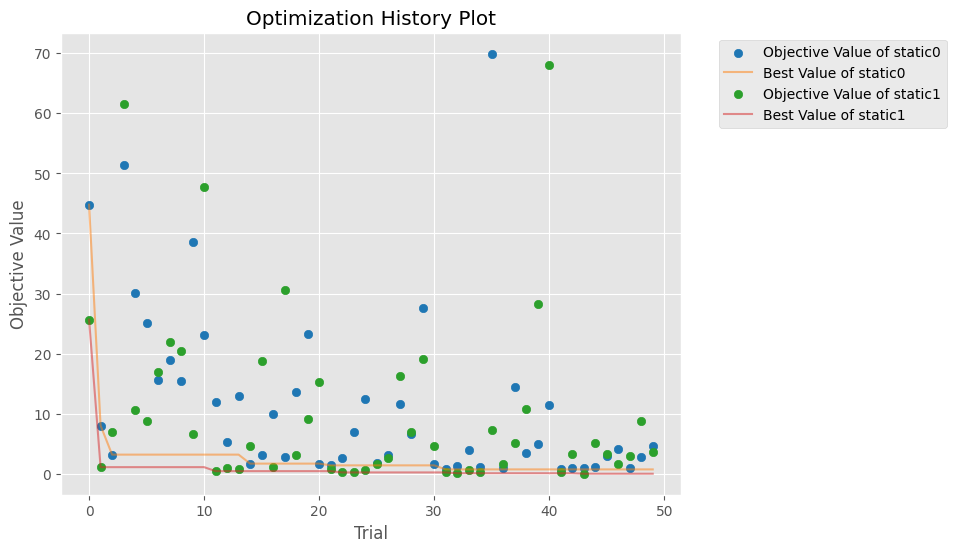 Optimization History Plot
Objective Value
70
60
50
40
30
20
10
0
0 10 20 30 40 50
Trial
Objective Value of static0
Best Value of static0
Objective Value of static1
Best Value of static1